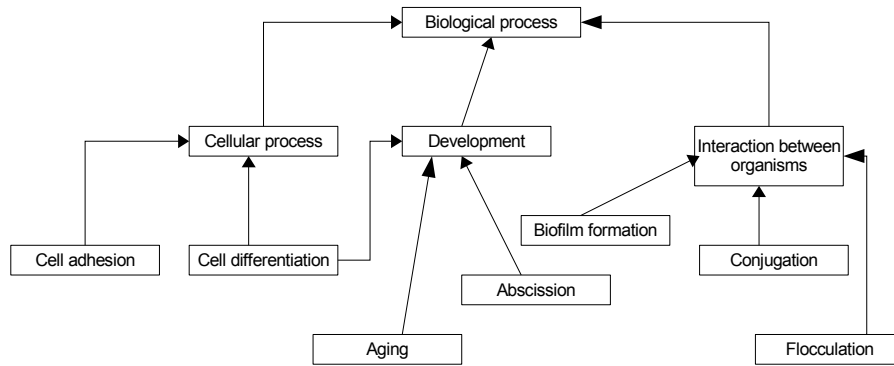 Biological process
Cellular process
Development
Interaction between
organisms
Biofilm formation
Cell adhesion
Cell differentiation
Conjugation
Abscission
Aging
Flocculation